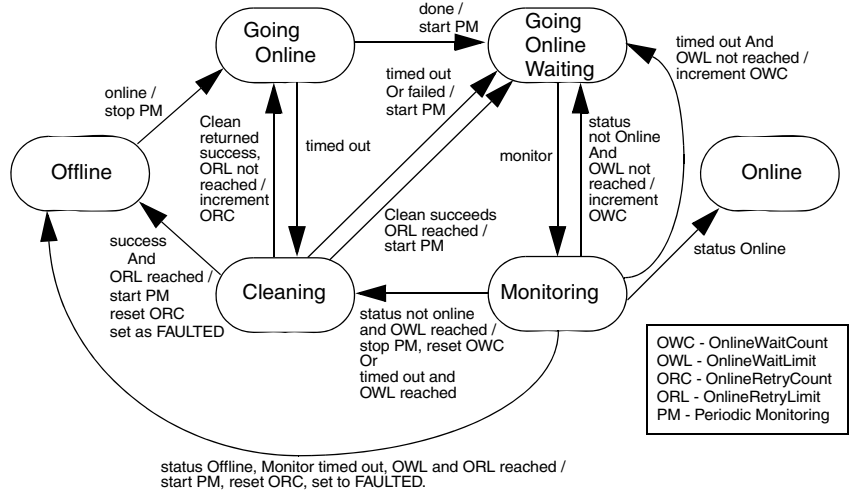 done /
start PM
Going
Online
Going
Online
Waiting
timed out And
OWL not reached /
increment OWC
online /
stop PM
timed out
Or failed /
start PM
Clean
returned
success,
ORL not
reached /
increment
ORC
timed out
monitor
status
not Online
And
OWL not
reached /
increment
OWC
Offline
Online
Clean succeeds
ORL reached /
start PM
status Online
success
And
ORL reached /
start PM
reset ORC
set as FAULTED
Cleaning
Monitoring
status not online
and OWL reached /
stop PM, reset OWC
Or
timed out and
OWL reached
OWC - OnlineWaitCount
OWL - OnlineWaitLimit
ORC - OnlineRetryCount
ORL - OnlineRetryLimit
PM - Periodic Monitoring
status Offline, Monitor timed out, OWL and ORL reached /
start PM, reset ORC, set to FAULTED.